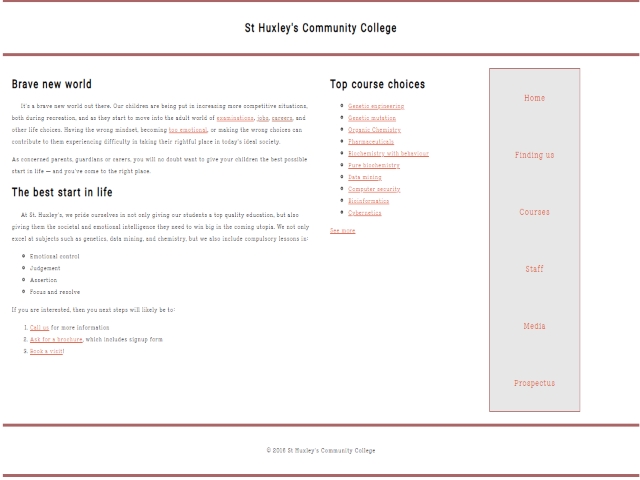 St Huxley's Community College
Brave new world
It's a brave new world out there. Our children are being put in increasing more competitive situations,
both during recreation, and as they start to move into the adult world of examinations, jobs, careers, and
other life choices. Having the wrong mindset, becoming too emotional, or making the wrong choices can
contribute to them experiencing difficulty in taking their rightful place in today's ideal society.
As concerned parents, guardians or carers, you will no doubt want to give your children the best possible
start in life — and you've come to the right place.
The best start in life
At St. Huxley's, we pride ourselves in not only giving our students a top quality education, but also
giving them the societal and emotional intelligence they need to win big in the coming utopia. We not only
excel at subjects such as genetics, data mining, and chemistry, but we also include compulsory lessons in:
Emotional control
Judgement
Assertion
Focus and resolve
If you are interested, then you next steps will likely be to:
1. Call us for more information
2. Ask for a brochure, which includes signup form
3. Book a visit!
Top course choices
Genetic engineering
Genetic mutation
Organic Chemistry
Pharmaceuticals
Biochemistry with behaviour
Pure biochemistry
Data mining
Computer security
Bioinformatics
Cybernetics
See more
Home
Finding us
Courses
Staff
Media
Prospectus
© 2016 St Huxley's Community College